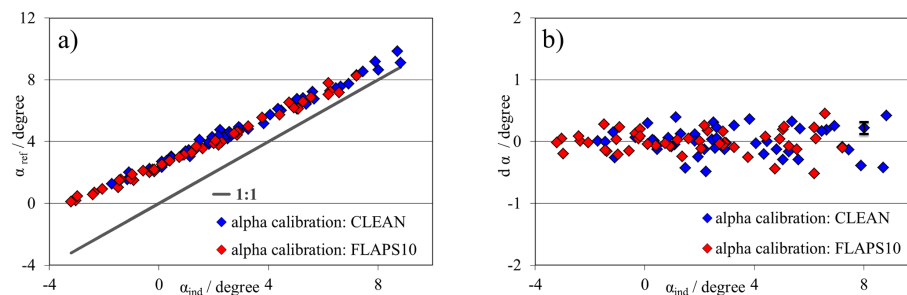 a)
12
8
4
0
-4
α ref / degree
1:1
alpha calibration: CLEAN
alpha calibration: FLAPS10
-4 0 4 8
α ind / degree
b)
2
1
0
-1
-2
d α / degree
alpha calibration: CLEAN
alpha calibration: FLAPS10
-4 0 4 8
α ind / degree